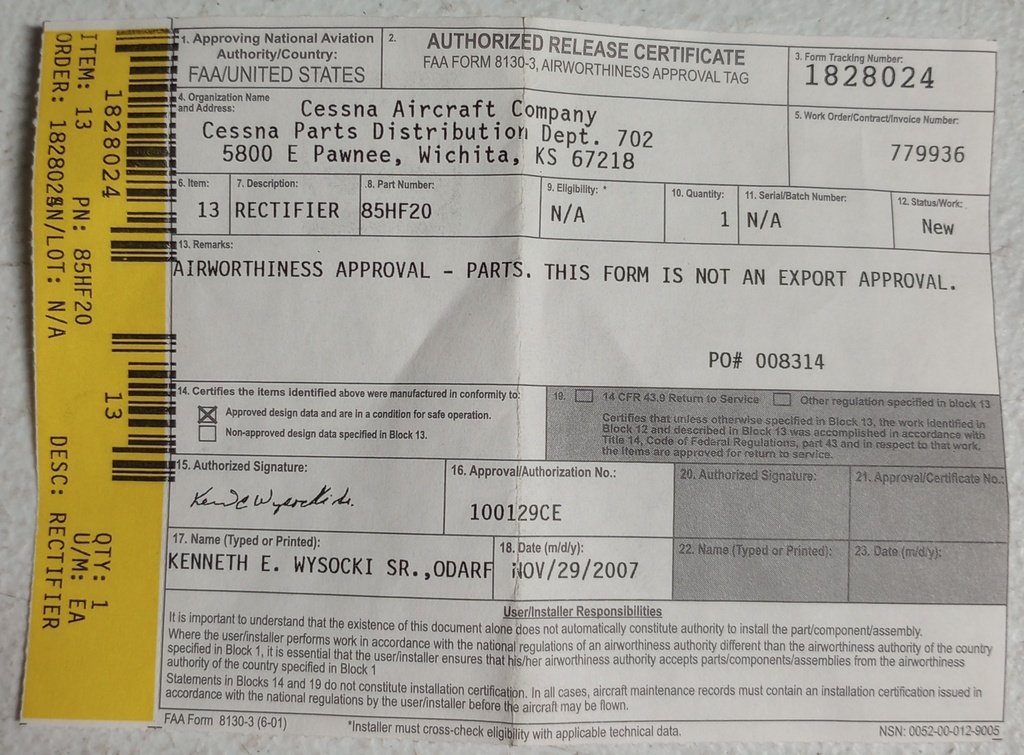 ITEM: 13 PN: 85HF20 DESC: RECTIFIER
ORDER: 1828024 SN/LOT: N/A U/M: EA
1828024 13 QTY: 1
1. Approving National Aviation
Authority/Country:
FAA/UNITED STATES
2.
AUTHORIZED RELEASE CERTIFICATE
FAA FORM 8130-3, AIRWORTHINESS APPROVAL TAG
3. Form Tracking Number:
1828024
4. Organization Name
and Address:
Cessna Aircraft Company
Cessna Parts Distribution Dept. 702
5800 E Pawnee, Wichita, KS 67218
5. Work Order/Contract/Invoice Number:
779936
6. Item:
13
7. Description:
RECTIFIER
8. Part Number:
85HF20
9. Eligibility: *
N/A
10. Quantity:
1
11. Serial/Batch Number:
N/A
12. Status/Work:
New
13. Remarks:
AIRWORTHINESS APPROVAL - PARTS. THIS FORM IS NOT AN EXPORT APPROVAL.
PO# 008314
14. Certifies the items identified above were manufactured in conformity to:
Approved design data and are in a condition for safe operation.
Non-approved design data specified in Block 13.
19. 14 CFR 43.9 Return to Service Other regulation specified in block 13
Certifies that unless otherwise specified in Block 13, the work identified in
Block 12 and described in Block 13 was accomplished in accordance with
Title 14, Code of Federal Regulations, part 43 and in respect to that work,
the items are approved for return to service.
15. Authorized Signature:
Ken E Wysocki Sr.
16. Approval/Authorization No.:
100129CE
20. Authorized Signature:
21. Approval/Certificate No.:
17. Name (Typed or Printed):
KENNETH E. WYSOCKI SR.,ODARF
18. Date (m/d/y):
NOV/29/2007
22. Name (Typed or Printed):
23. Date (m/d/y):
User/Installer Responsibilities
It is important to understand that the existence of this document alone does not automatically constitute authority to install the part/component/assembly.
Where the user/installer performs work in accordance with the national regulations of an airworthiness authority different than the airworthiness authority of the country
specified in Block 1, it is essential that the user/installer ensures that his/her airworthiness authority accepts parts/components/assemblies from the airworthiness
authority of the country specified in Block 1
Statements in Blocks 14 and 19 do not constitute installation certification. In all cases, aircraft maintenance records must contain an installation certification issued in
accordance with the national regulations by the user/installer before the aircraft may be flown.
FAA Form 8130-3 (6-01)
*Installer must cross-check eligibility with applicable technical data.
NSN: 0052-00-012-9005